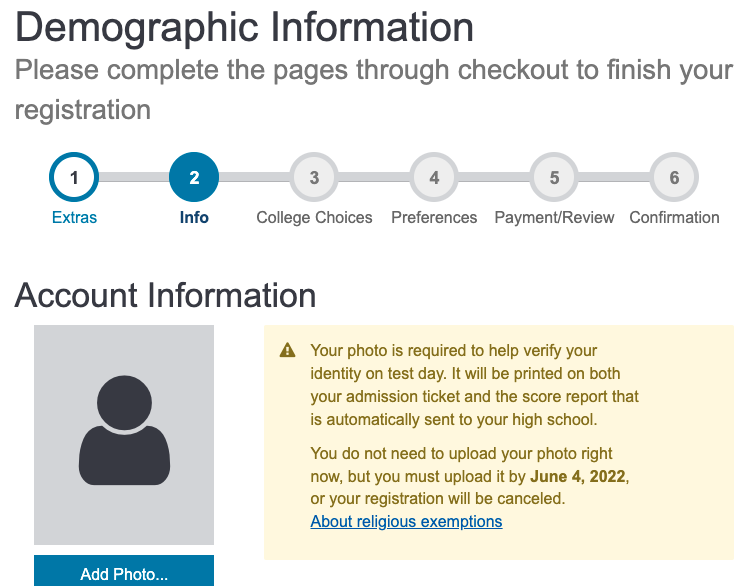 Demographic Information
Please complete the pages through checkout to finish your
registration
1
2
3
4
5
6
Extras
Info
College Choices
Preferences
Payment/Review
Confirmation
Account Information
Your photo is required to help verify your
identity on test day. It will be printed on both
your admission ticket and the score report that
is automatically sent to your high school.
You do not need to upload your photo right
now, but you must upload it by June 4, 2022,
or your registration will be canceled.
About religious exemptions
Add Photo...